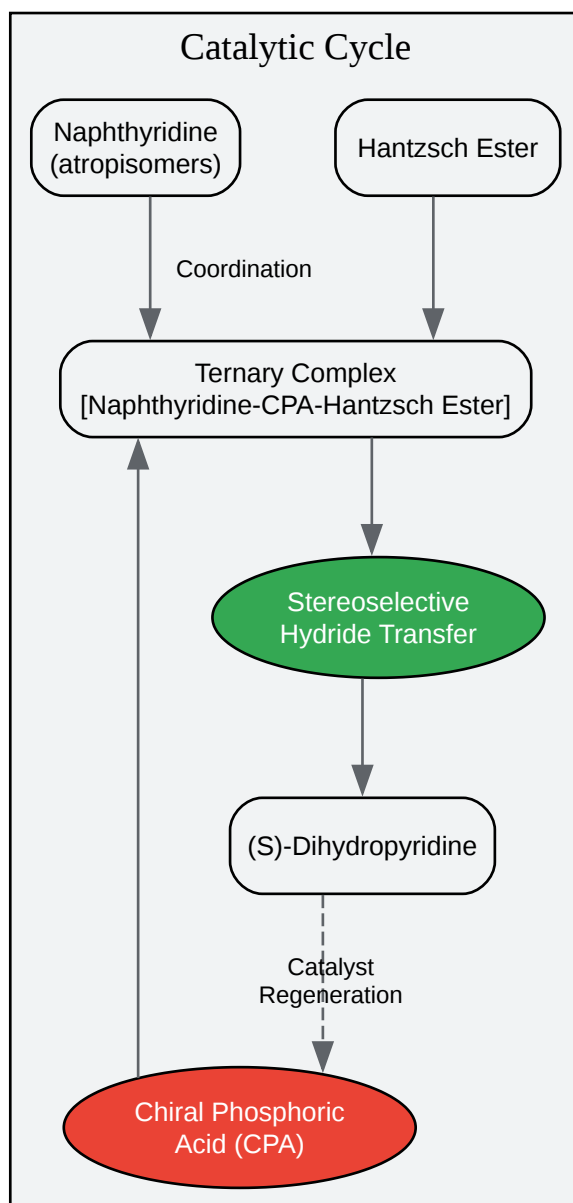 Catalytic Cycle
Naphthyridine
(atropisomers)
Hantzsch Ester
Coordination
Ternary Complex
[Naphthyridine-CPA-Hantzsch Ester]
Stereoselective
Hydride Transfer
(S)-Dihydropyridine
Catalyst
Regeneration
Chiral Phosphoric
Acid (CPA)